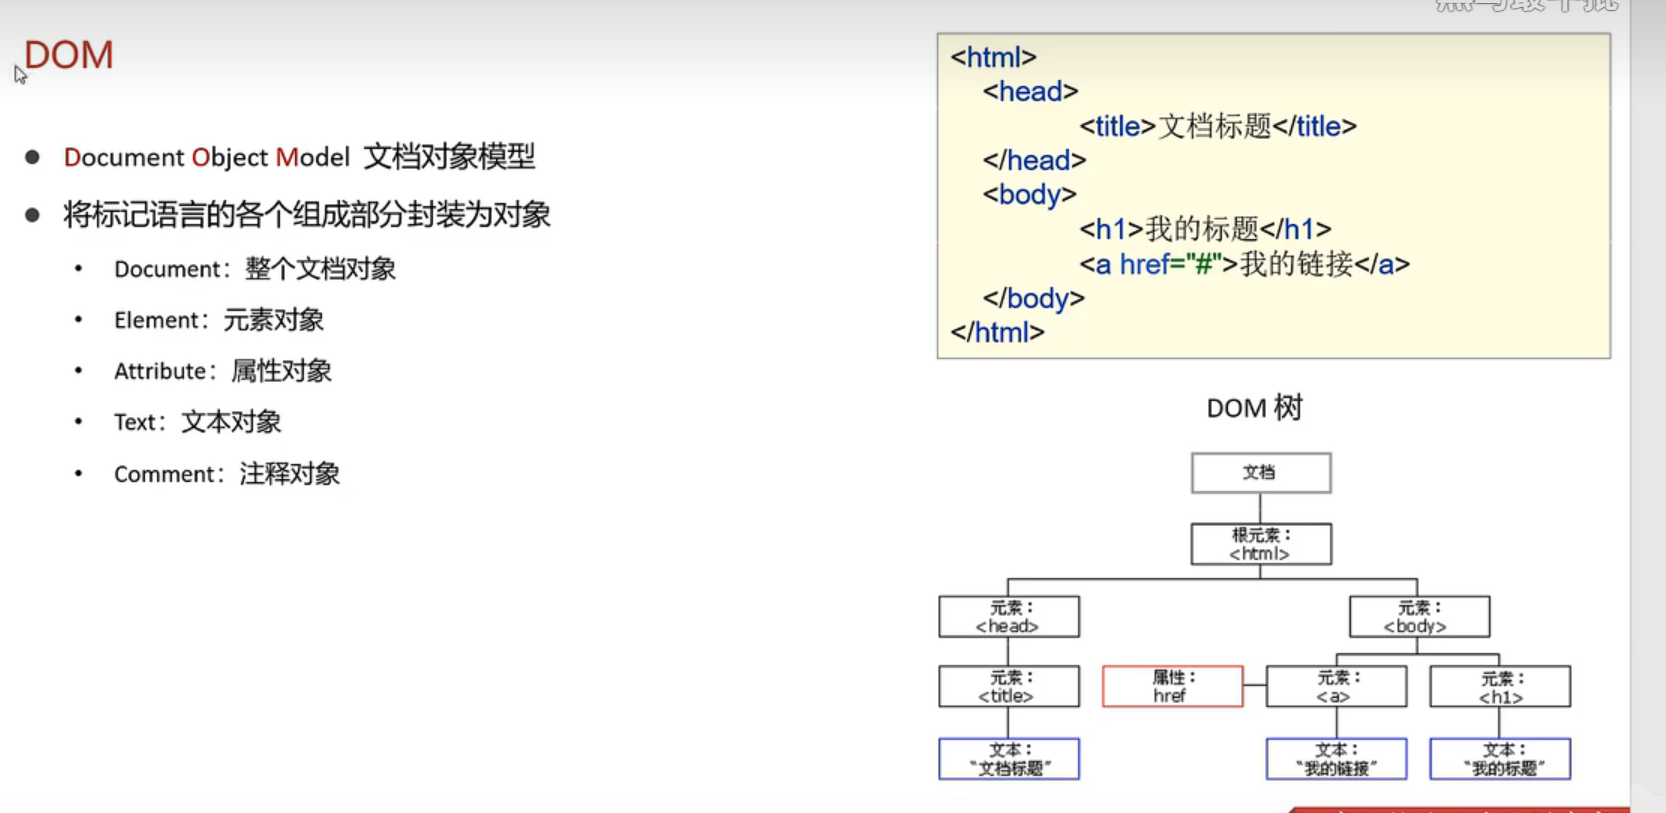 DOM
Document Object Model 文档对象模型
将标记语言的各个组成部分封装为对象
Document：整个文档对象
Element：元素对象
Attribute：属性对象
Text：文本对象
Comment：注释对象
<html>
<head>
<title>文档标题</title>
</head>
<body>
<h1>我的标题</h1>
<a href="#">我的链接</a>
</body>
</html>
DOM 树
文档
根元素：
<html>
元素：
<head>
元素：
<body>
元素：
<title>
属性：
href
元素：
<a>
元素：
<h1>
文本：
“文档标题”
文本：
“我的链接”
文本：
“我的标题”